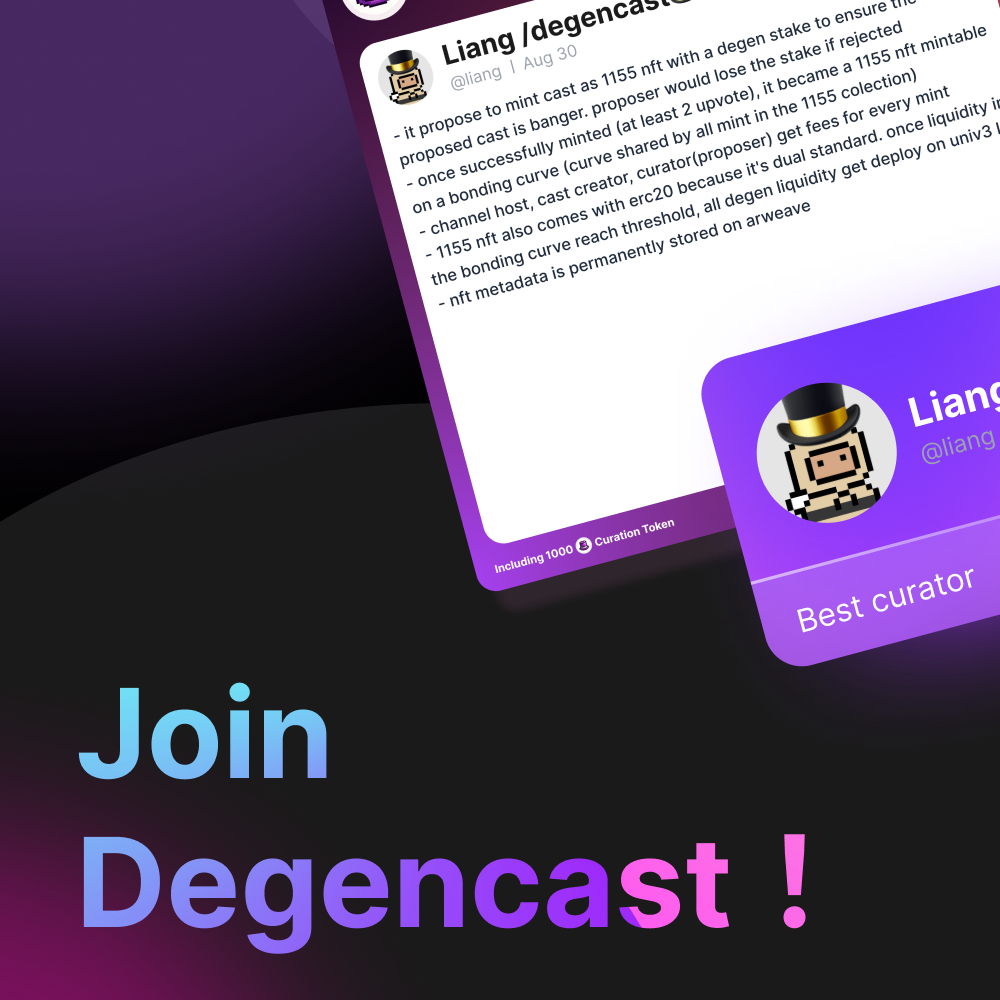 Liang /degencast
@liang | Aug 30
- it propose to mint cast as 1155 nft with a degen stake to ensure the
proposed cast is banger. proposer would lose the stake if rejected
- once successfully minted (at least 2 upvote), it became a 1155 nft mintable
on a bonding curve (curve shared by all mint in the 1155 colection)
- channel host, cast creator, curator(proposer) get fees for every mint
- 1155 nft also comes with erc20 because it's dual standard. once liquidity in
the bonding curve reach threshold, all degen liquidity get deploy on univ3
- nft metadata is permanently stored on arweave
Including 1000 Curation Token
Liang
@liang
Best curator
Join
Degencast !